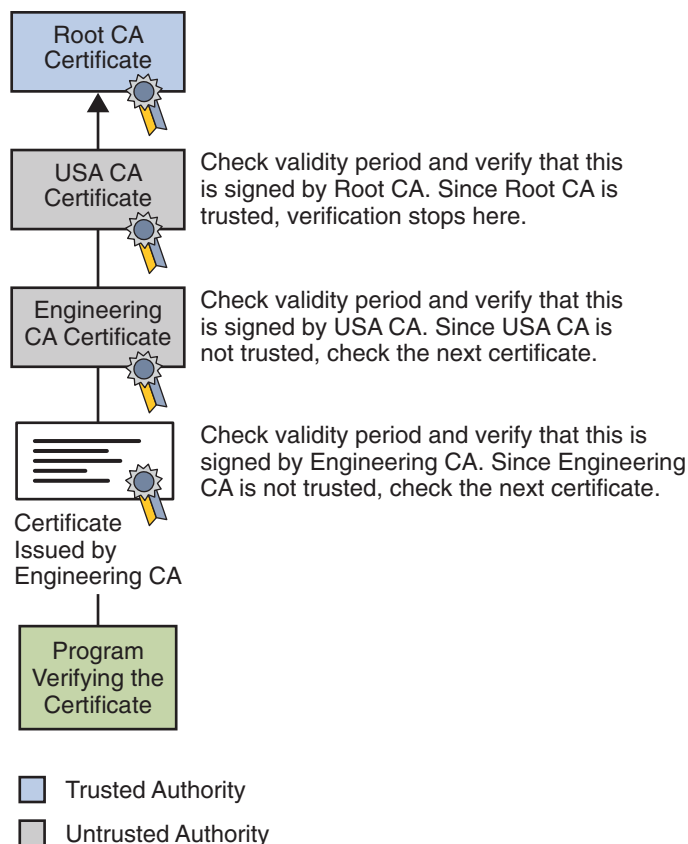 Root CA
Certificate
USA CA
Certificate
Check validity period and verify that this
is signed by Root CA. Since Root CA is
trusted, verification stops here.
Engineering
CA Certificate
Check validity period and verify that this
is signed by USA CA. Since USA CA is
not trusted, check the next certificate.
Check validity period and verify that this is
signed by Engineering CA. Since Engineering
CA is not trusted, check the next certificate.
Certificate
Issued by
Engineering CA
Program
Verifying the
Certificate
Trusted Authority
Untrusted Authority